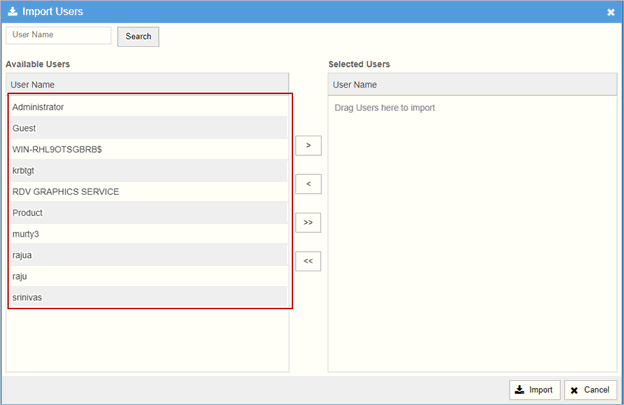 Import Users
User Name
Search
Available Users
Selected Users
User Name
User Name
Administrator
Guest
WIN-RHL9OTSGBRB$
krbtgt
RDV GRAPHICS SERVICE
Product
murty3
rajua
raju
srinivas
Drag Users here to import
>
<
>>
<<
Import
Cancel